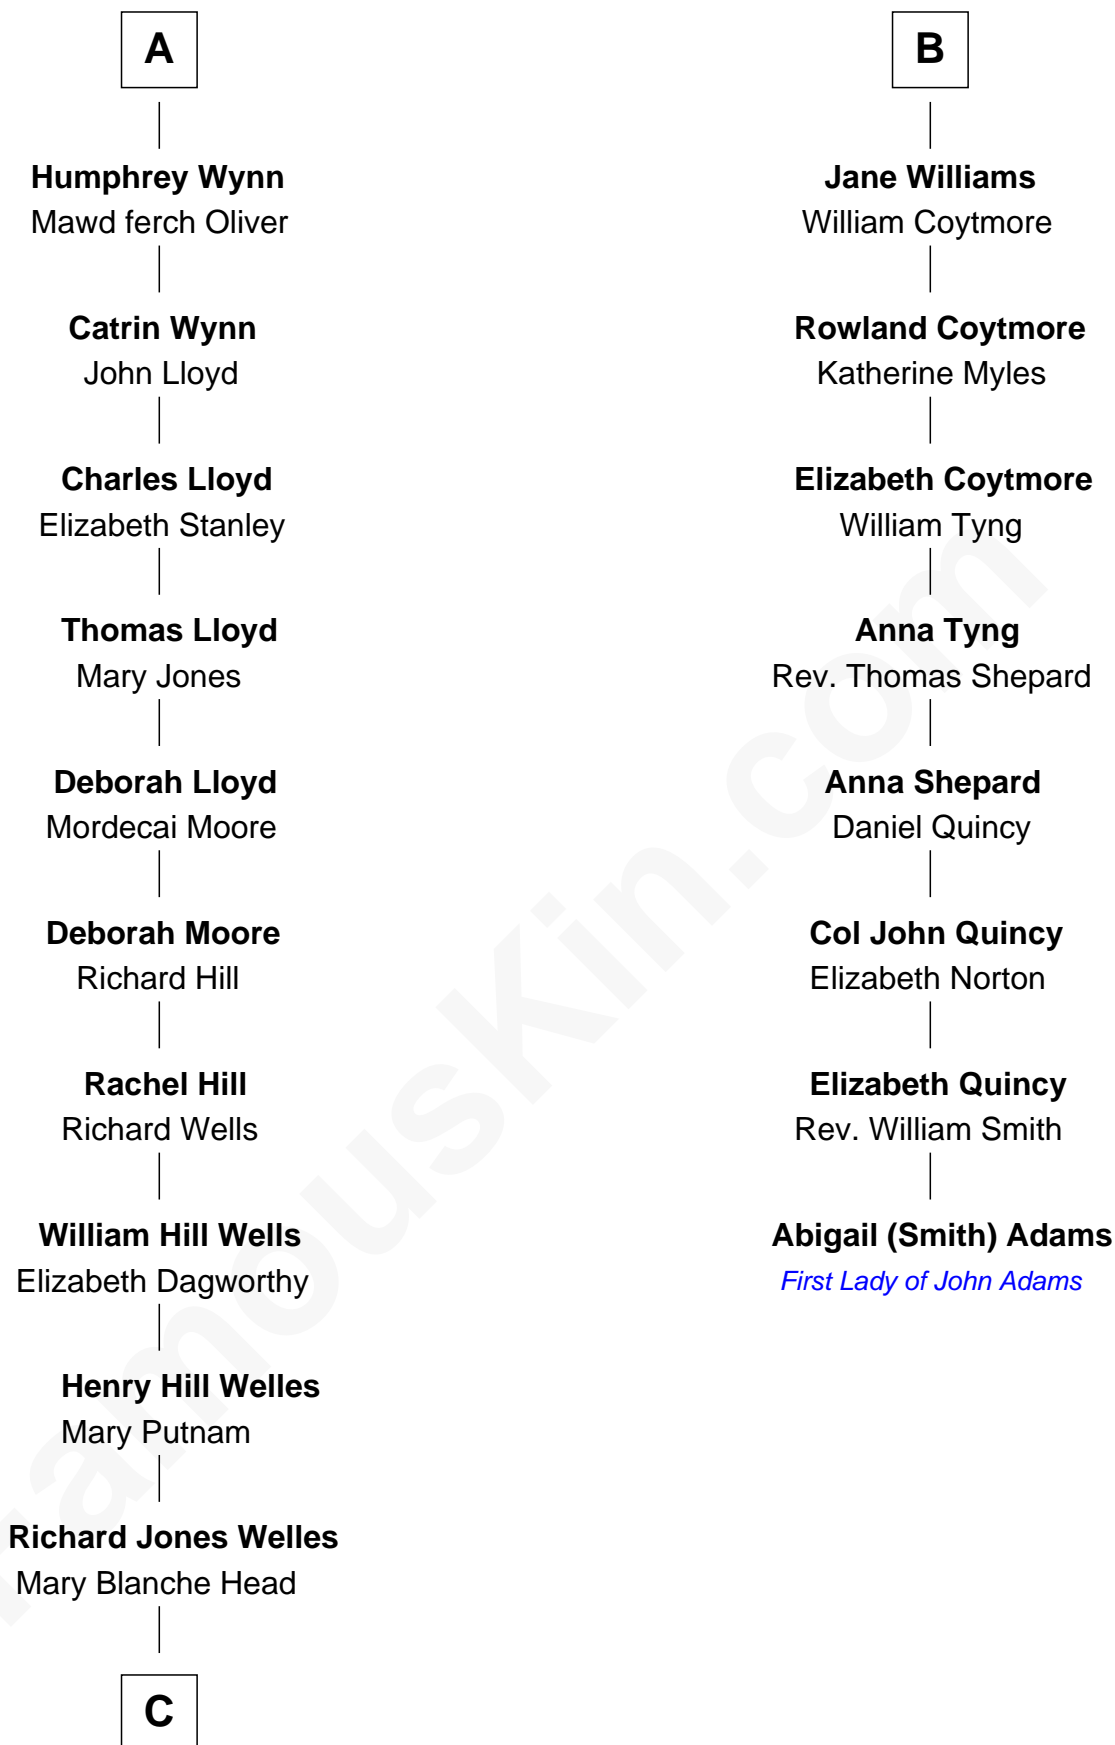 A
Humphrey Wynn
Mawd ferch Oliver
Catrin Wynn
John Lloyd
Charles Lloyd
Elizabeth Stanley
Thomas Lloyd
Mary Jones
Deborah Lloyd
Mordecai Moore
Deborah Moore
Richard Hill
Rachel Hill
Richard Wells
William Hill Wells
Elizabeth Dagworthy
Henry Hill Welles
Mary Putnam
Richard Jones Welles
Mary Blanche Head
C
B
Jane Williams
William Coytmore
Rowland Coytmore
Katherine Myles
Elizabeth Coytmore
William Tyng
Anna Tyng
Rev. Thomas Shepard
Anna Shepard
Daniel Quincy
Col John Quincy
Elizabeth Norton
Elizabeth Quincy
Rev. William Smith
Abigail (Smith) Adams
First Lady of John Adams
FamousKin.com